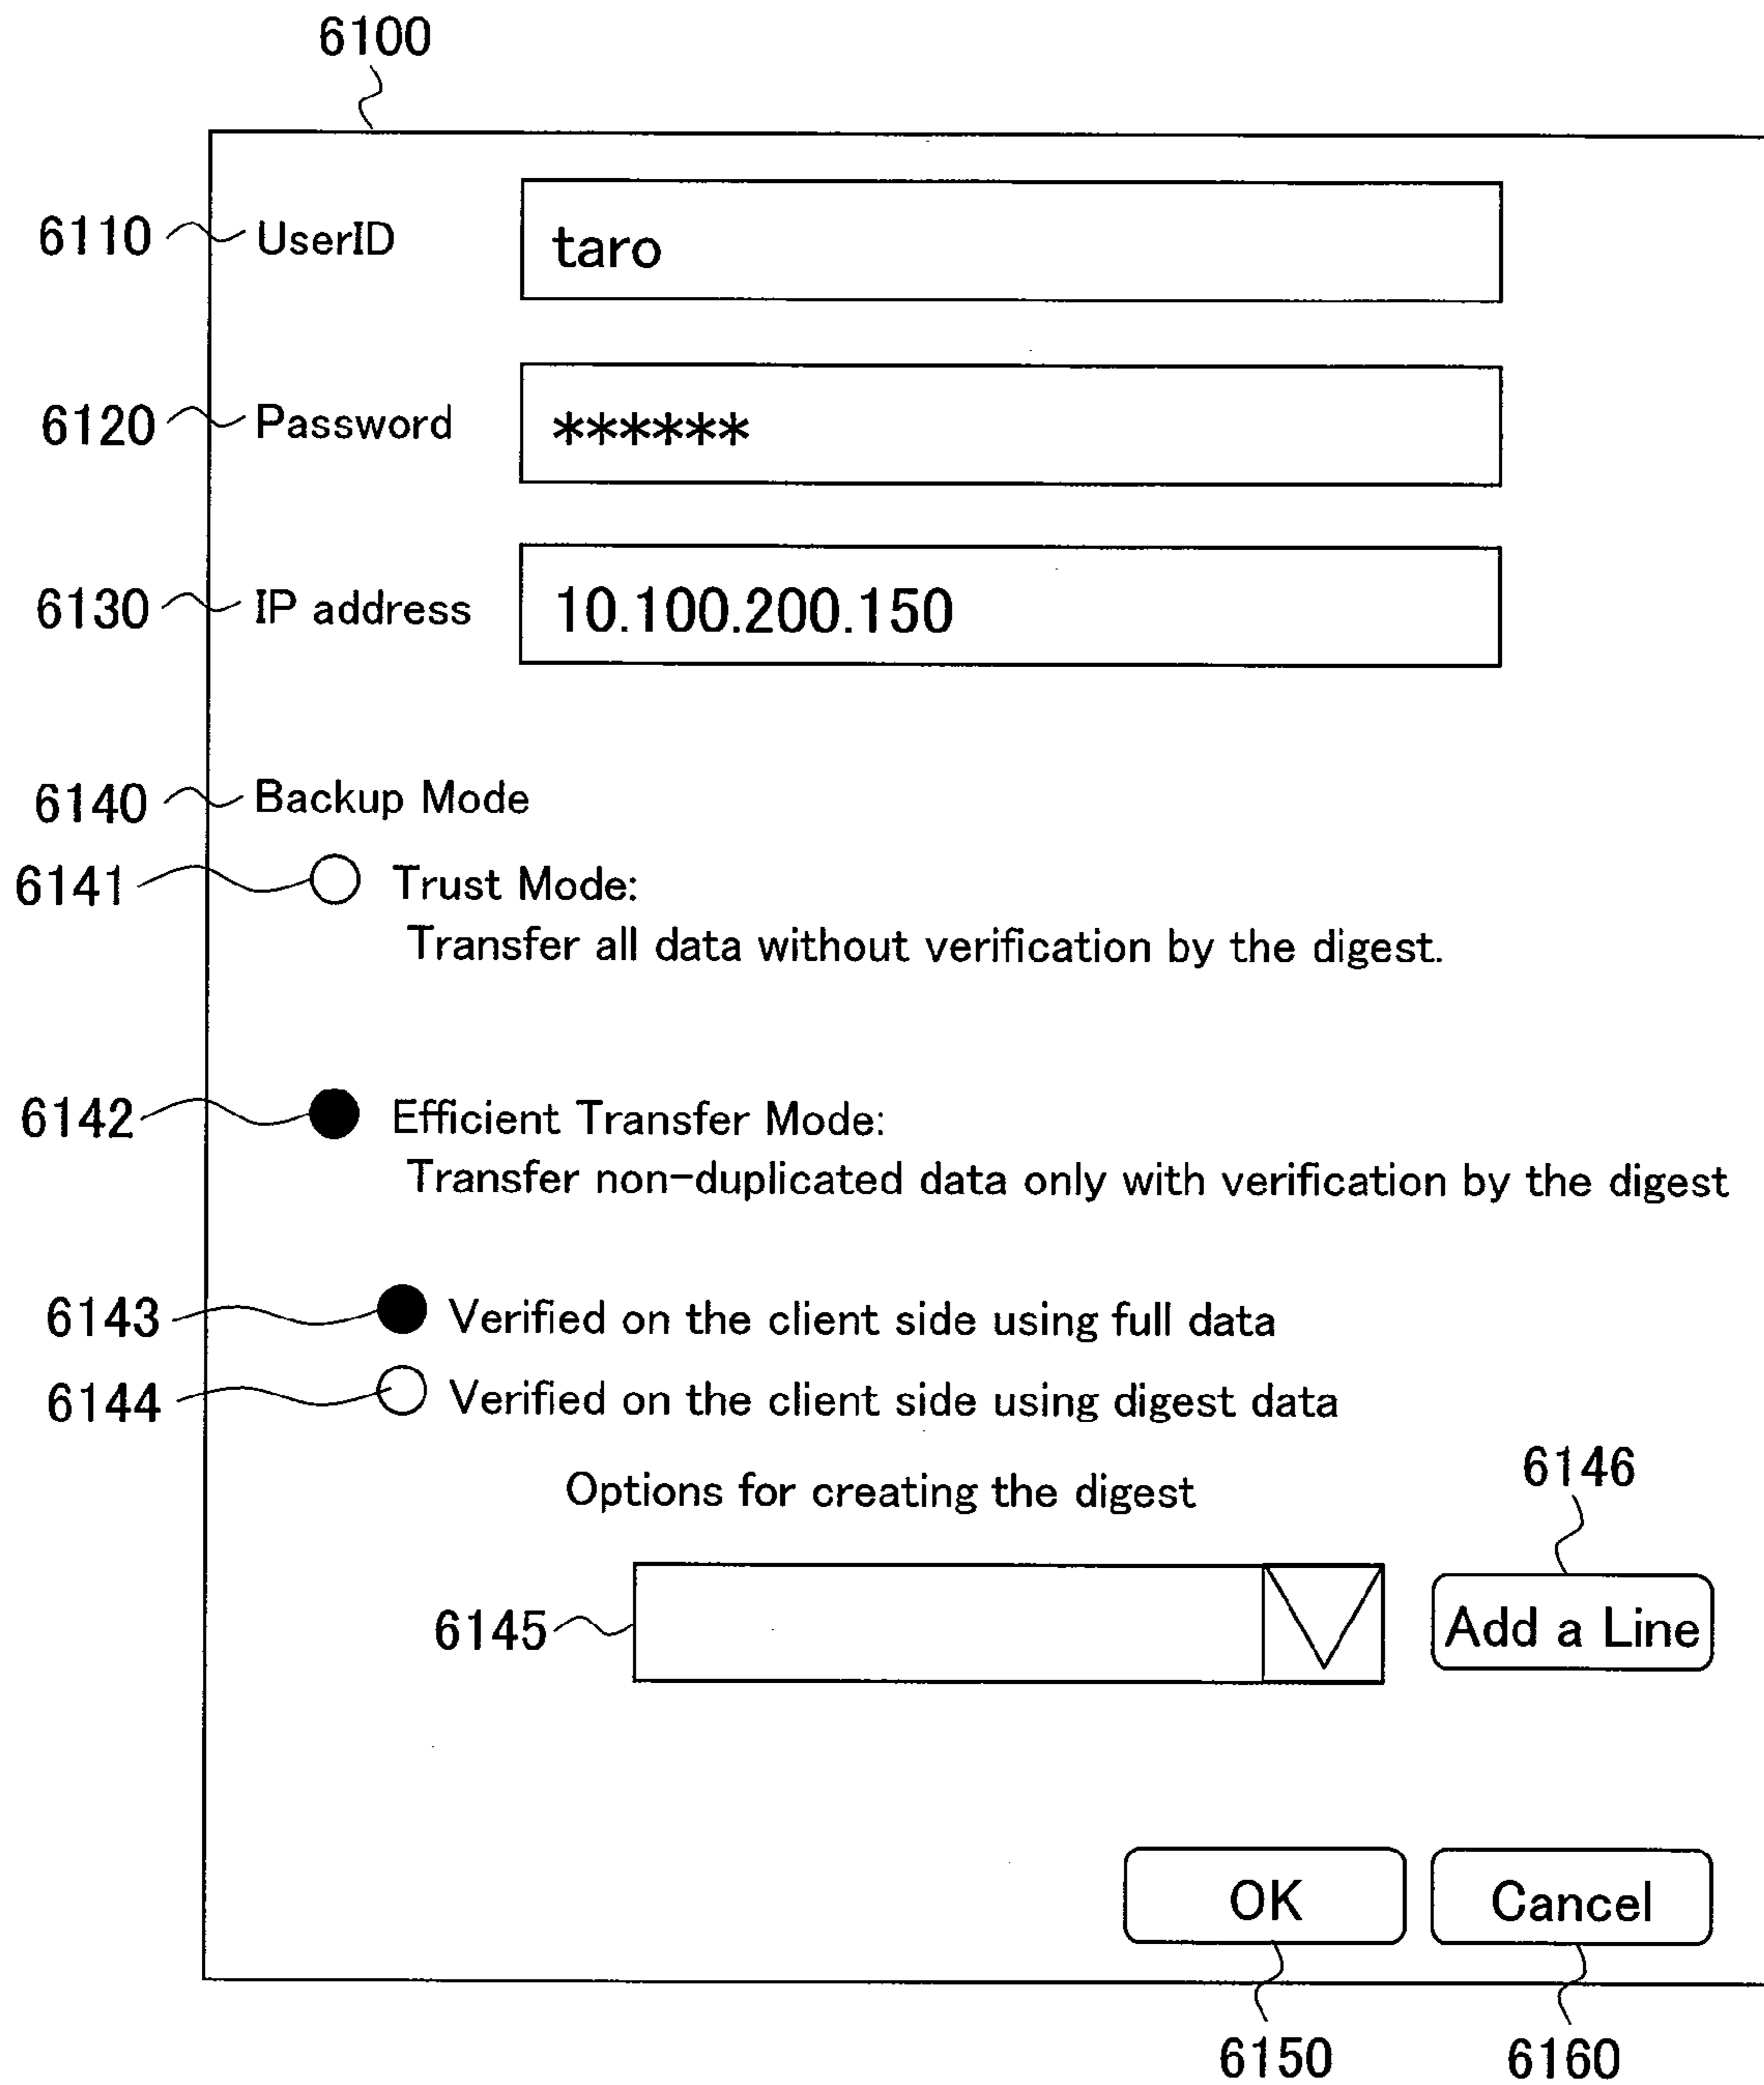 6100
6110 UserID taro
6120 Password ******
6130 IP address 10.100.200.150
6140 Backup Mode
6141 Trust Mode:
Transfer all data without verification by the digest.
6142 Efficient Transfer Mode:
Transfer non-duplicated data only with verification by the digest
6143 Verified on the client side using full data
6144 Verified on the client side using digest data
Options for creating the digest
6146
6145 Add a Line
OK Cancel
6150 6160